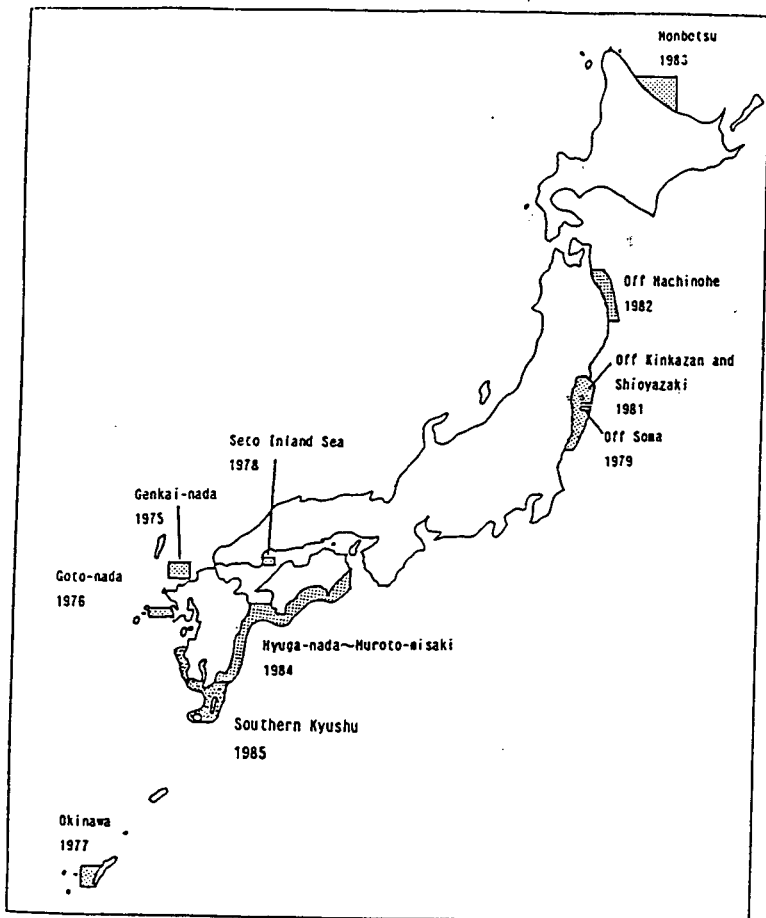 Monbetsu
1983
Off Hachinohe
1982
Off Kinkazan and
Shioyazaki
1981
Off Soma
1979
Seto Inland Sea
1978
Genkai-nada
1975
Goto-nada
1976
Hyuga-nada~Muroto-misaki
1984
Southern Kyushu
1985
Okinawa
1977